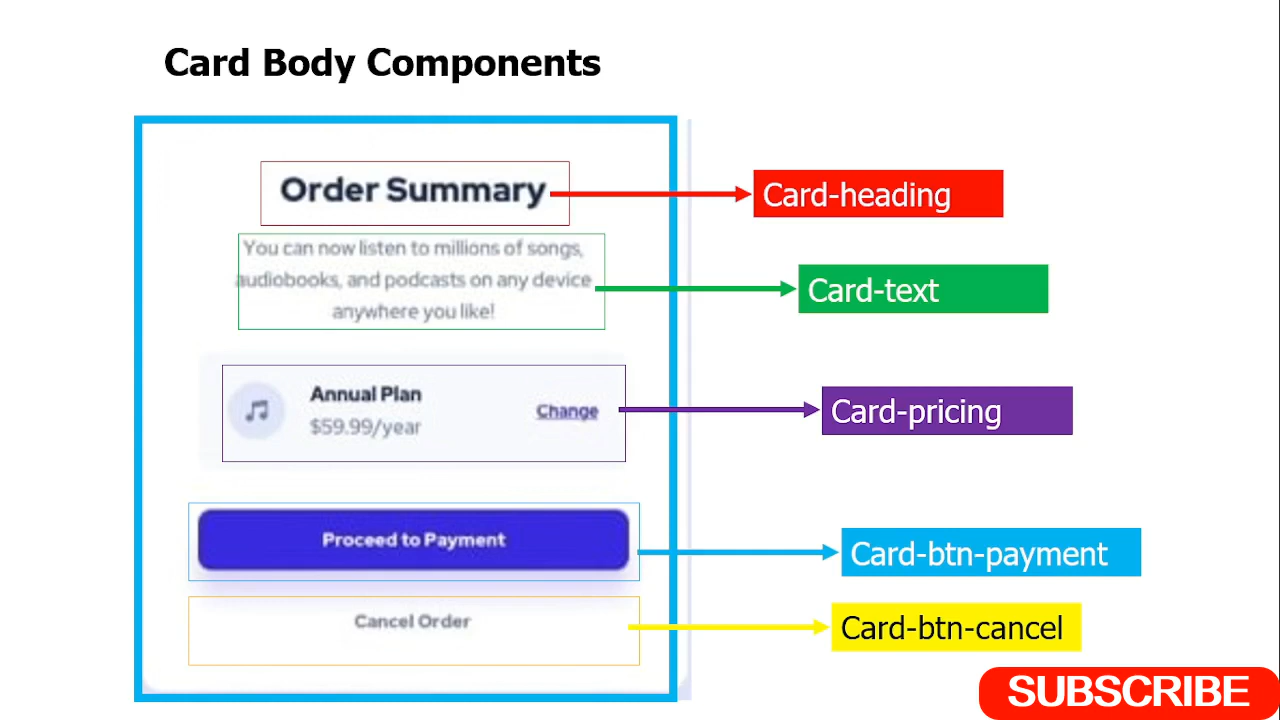 Card Body Components
Order Summary
Card-heading
You can now listen to millions of songs,
audiobooks, and podcasts on any device
anywhere you like!
Card-text
Annual Plan
$59.99/year
Change
Card-pricing
Proceed to Payment
Card-btn-payment
Cancel Order
Card-btn-cancel
SUBSCRIBE